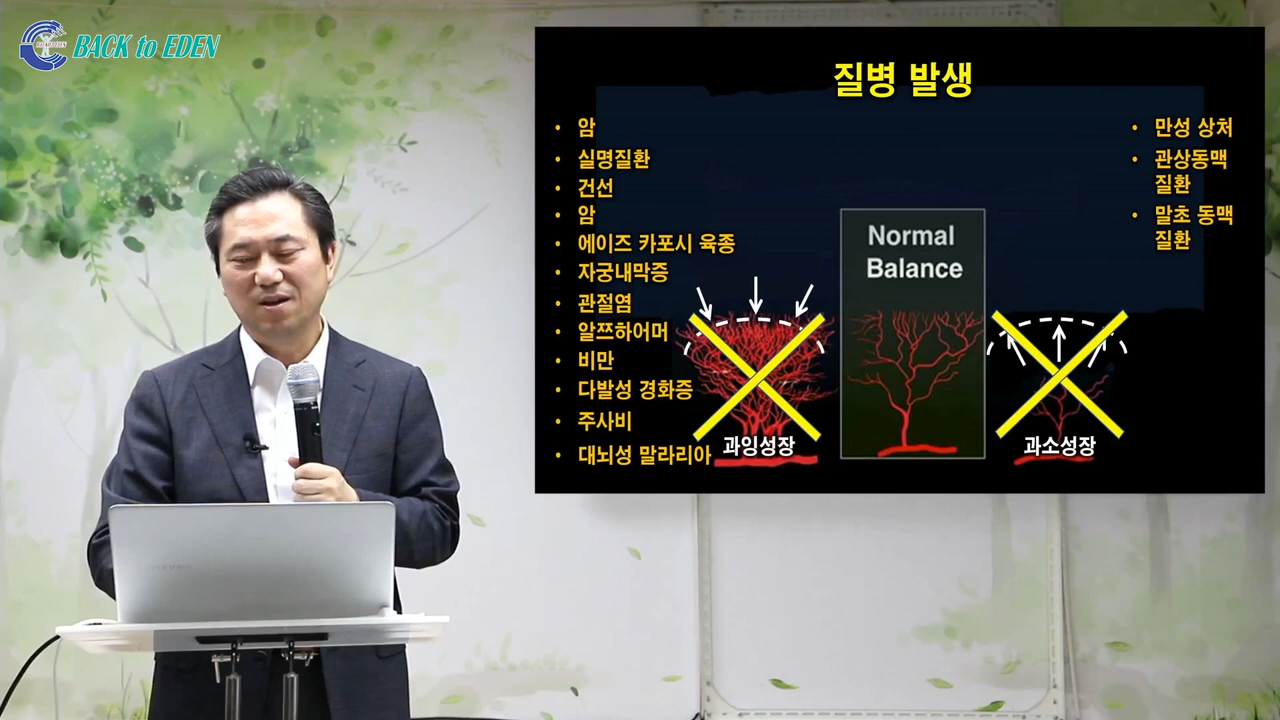 BACK to EDEN
질병 발생
• 암
• 실명질환
• 건선
• 암
• 에이즈 카포시 육종
• 자궁내막증
• 관절염
• 알쯔하어머
• 비만
• 다발성 경화증
• 주사비
• 대뇌성 말라리아
과잉성장
Normal
Balance
과소성장
• 만성 상처
• 관상동맥
질환
• 말초 동맥
질환